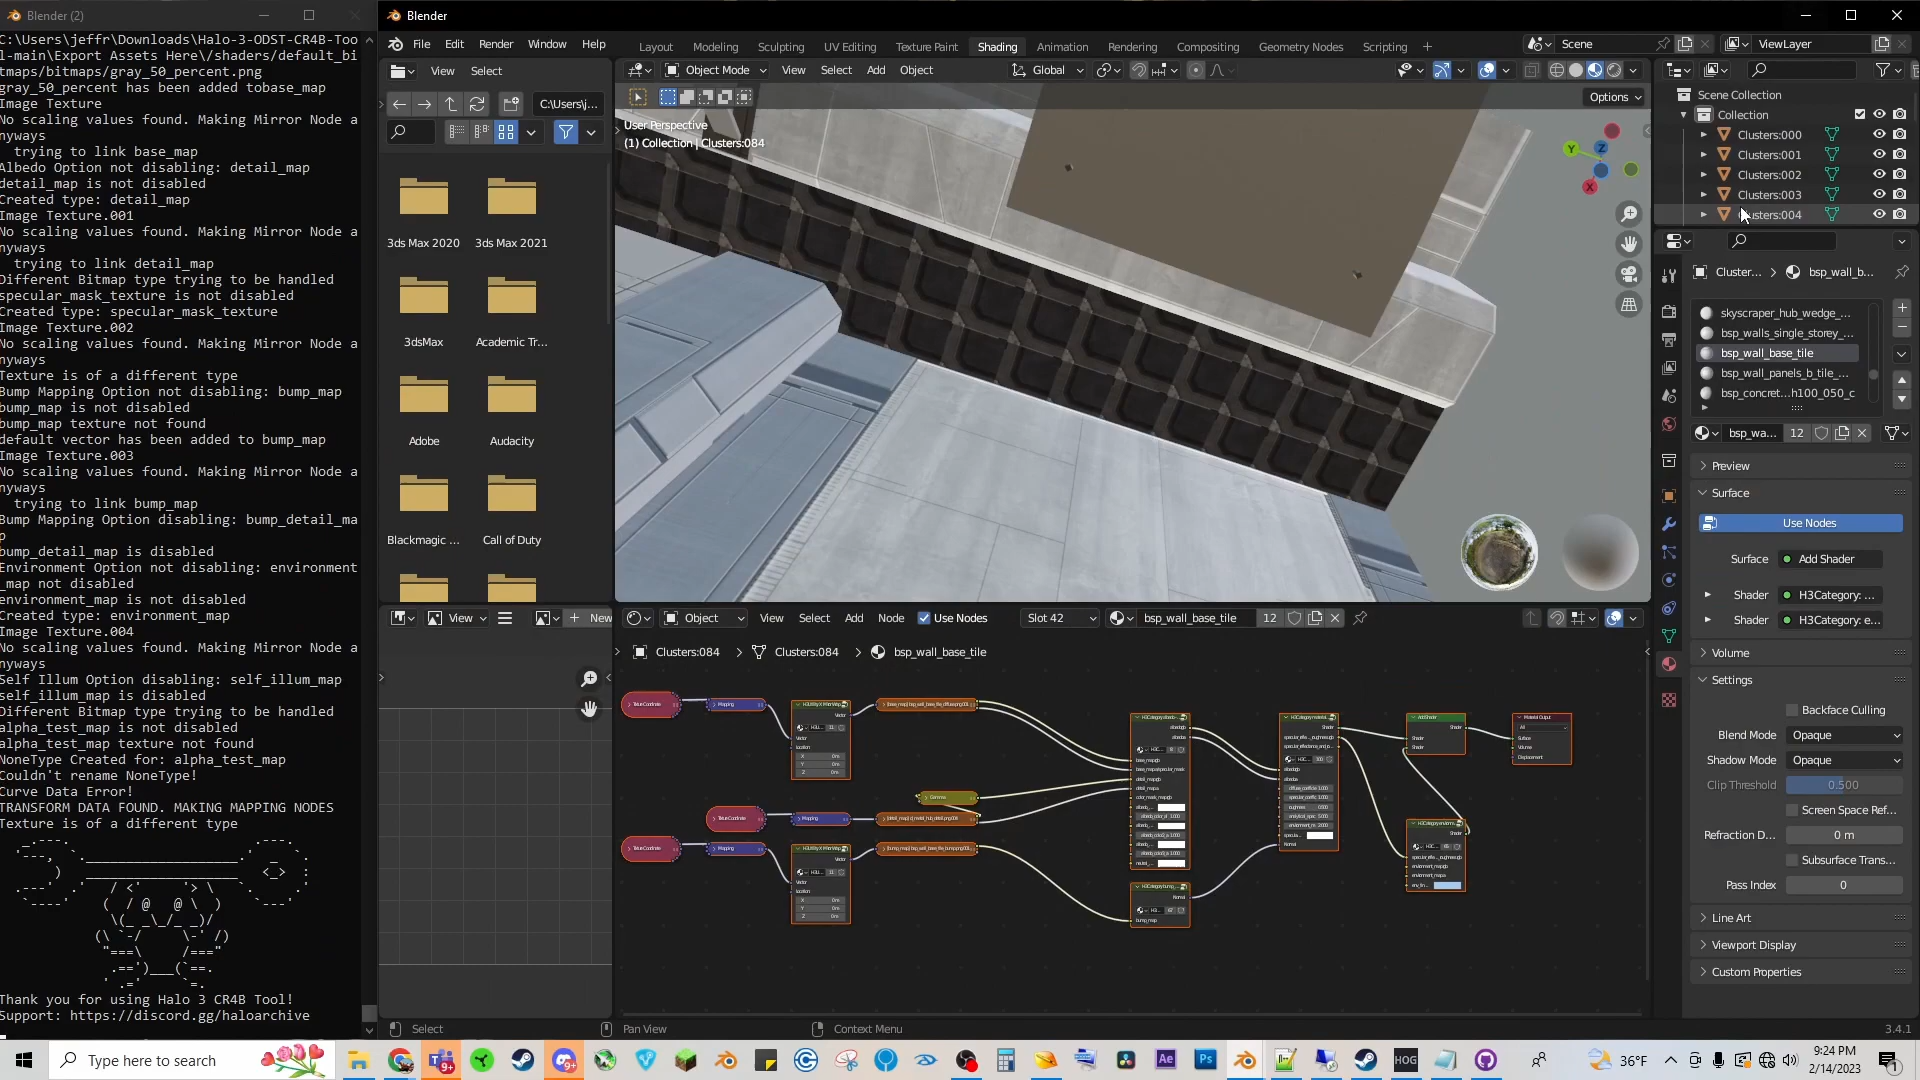 Blender (2)
C:\Users\jeffr\Downloads\Halo-3-ODST-CR4B-Too
l-main\Export Assets Here\/shaders/default_bi
tmaps/bitmaps/gray_50_percent.png
gray_50_percent has been added tobase_map
Image Texture
No scaling values found. Making Mirror Node a
nyways
trying to link base_map
Albedo Option not disabling: detail_map
detail_map is not disabled
Created type: detail_map
Image Texture.001
No scaling values found. Making Mirror Node a
nyways
trying to link detail_map
Different Bitmap type trying to be handled
specular_mask_texture is not disabled
Created type: specular_mask_texture
Image Texture.002
No scaling values found. Making Mirror Node a
nyways
Texture is of a different type
Bump Mapping Option not disabling: bump_map
bump_map is not disabled
bump_map texture not found
default vector has been added to bump_map
Image Texture.003
No scaling values found. Making Mirror Node a
nyways
trying to link bump_map
Bump Mapping Option disabling: bump_detail_ma
p
bump_detail_map is disabled
Environment Option not disabling: environment
_map not disabled
environment_map is not disabled
Created type: environment_map
Image Texture.004
No scaling values found. Making Mirror Node a
nyways
Self Illum Option disabling: self_illum_map
self_illum_map is disabled
Different Bitmap type trying to be handled
alpha_test_map is not disabled
alpha_test_map texture not found
NoneType Created for: alpha_test_map
Couldn't rename NoneType!
Curve Data Error!
TRANSFORM DATA FOUND. MAKING MAPPING NODES
Texture is of a different type
Thank you for using Halo 3 CR4B Tool!
Support: https://discord.gg/haloarchive
Blender
File Edit Render Window Help
Layout Modeling Sculpting UV Editing Texture Paint Shading Animation Rendering Compositing Geometry Nodes Scripting +
Scene ViewLayer
View Select
C:\Users\j...
3ds Max 2020 3ds Max 2021
3dsMax Academic Tr...
Adobe Audacity
Blackmagic ... Call of Duty
Object Mode View Select Add Object Global
Options
User Perspective
(1) Collection | Clusters:084
Z
Y
X
Scene Collection
Collection
Clusters:000
Clusters:001
Clusters:002
Clusters:003
Clusters:004
Cluster... > bsp_wall_b...
skyscraper_hub_wedge_...
bsp_walls_single_storey_...
bsp_wall_base_tile
bsp_wall_panels_b_tile_...
bsp_concret...h100_050_c
bsp_wa... 12
Preview
Surface
Use Nodes
Surface Add Shader
Shader H3Category: ...
Shader H3Category: e...
Volume
Settings
Backface Culling
Blend Mode Opaque
Shadow Mode Opaque
Clip Threshold 0.500
Screen Space Ref...
Refraction D... 0 m
Subsurface Trans...
Pass Index 0
Line Art
Viewport Display
Custom Properties
View + New
Object View Select Add Node Use Nodes Slot 42 bsp_wall_base_tile 12
Clusters:084 > Clusters:084 > bsp_wall_base_tile
Mapping
Mapping
Mapping
Gamma
Add Shader
Shader
Shader
Shader
Material Output
All
Surface
Volume
Displacement
Select Pan View Context Menu 3.4.1
Type here to search
36°F
9:24 PM
2/14/2023